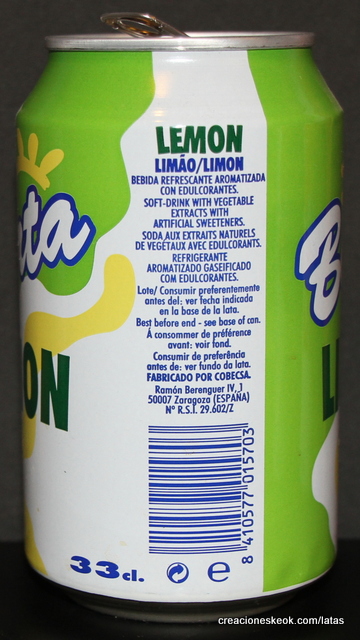 LEMON
LIMÃO/LIMON
BEBIDA REFRESCANTE AROMATIZADA
CON EDULCORANTES.
SOFT-DRINK WITH VEGETABLE
EXTRACTS WITH
ARTIFICIAL SWEETENERS.
SODA AUX EXTRAITS NATURELS
DE VEGÉTAUX AVEC EDULCORANTS.
REFRIGERANTE
AROMATIZADO GASEIFICADO
COM EDULCORANTES.
Lote/ Consumir preferentemente
antes del: ver fecha indicada
en la base de la lata.
Best before end - see base of can.
À consommer de préférence
avant: voir fond.
Consumir de preferência
antes de: ver fundo da lata.
FABRICADO POR COBECSA.
Ramón Berenguer IV, 1
50007 Zaragoza (ESPAÑA)
Nº R.S.I. 29.602/Z
8 410577 015703
33cl.
e
ta
ON
B
L
creacioneskeok.com/latas